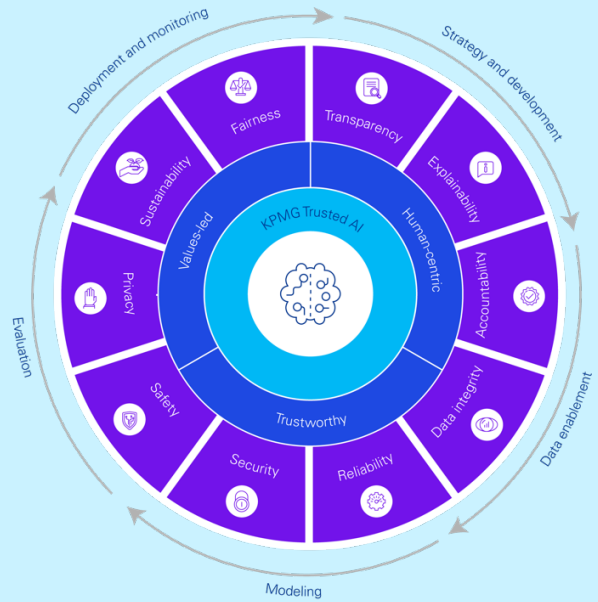 Deployment and monitoring
Strategy and development
Data enablement
Modeling
Evaluation
Fairness
Transparency
Explainability
Accountability
Data integrity
Reliability
Security
Safety
Privacy
Sustainability
Values-led
Human-centric
Trustworthy
KPMG Trusted AI